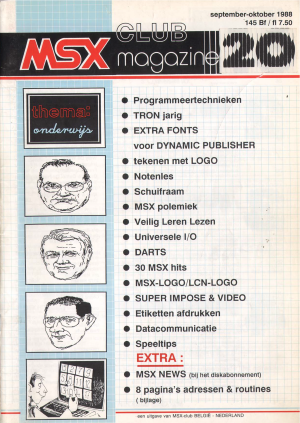 september-oktober 1988
145 Bf / fl 7.50
CLUB
MSX magazine 20
thema:
onderwijs
● Programmeertechnieken
● TRON jarig
● EXTRA FONTS
voor DYNAMIC PUBLISHER
● tekenen met LOGO
● Notenles
● Schuifraam
● MSX polemiek
● Veilig Leren Lezen
● Universele I/O
● DARTS
● 30 MSX hits
● MSX-LOGO/LCN-LOGO
● SUPER IMPOSE & VIDEO
● Etiketten afdrukken
● Datacommunicatie
● Speeltips
EXTRA :
● MSX NEWS (bij het diskabonnement)
● 8 pagina's adressen & routines
( bijlage)
een uitgave van MSX-club BELGIË - NEDERLAND